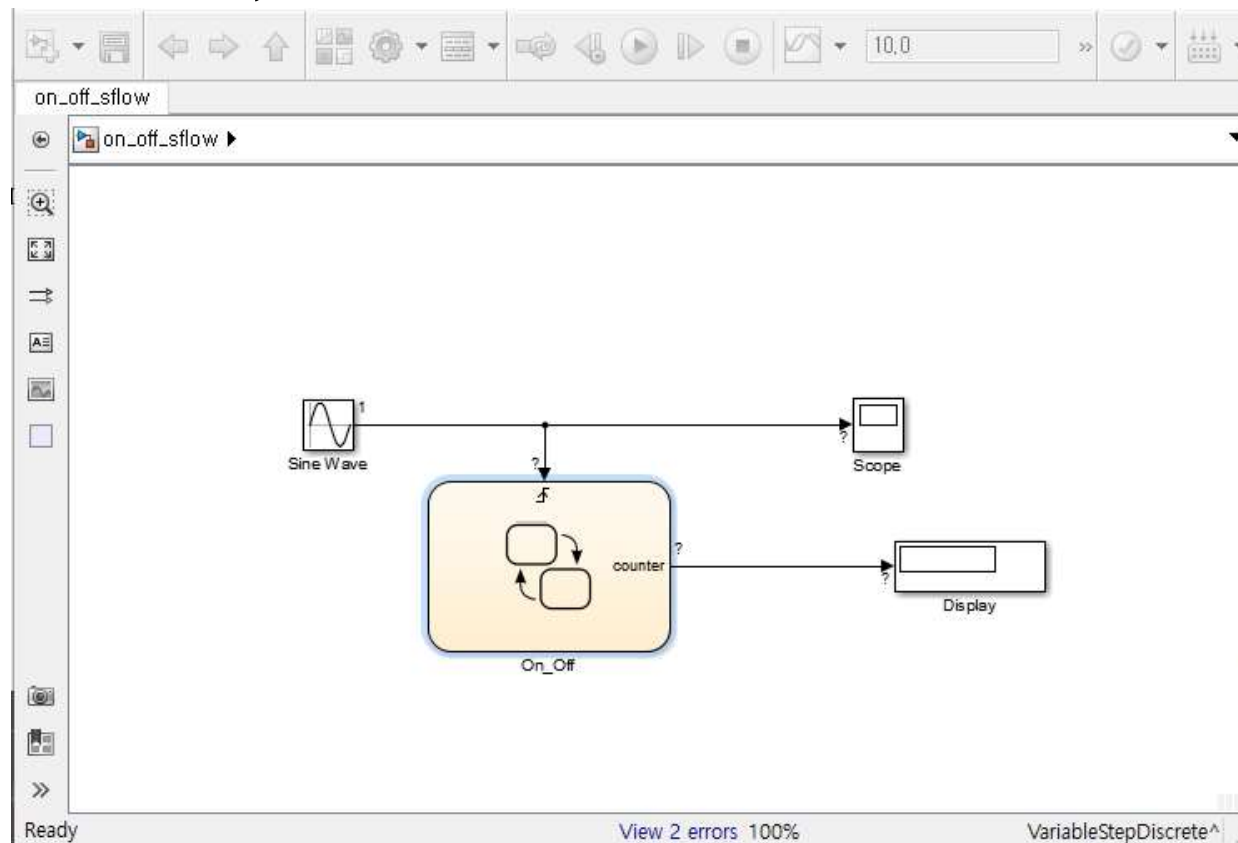 10,0
»
on_off_sflow
on_off_sflow
A
1
?
?
Sine Wave
Scope
?
counter
?
Display
On_Off
»
Ready
View 2 errors 100%
VariableStepDiscrete^